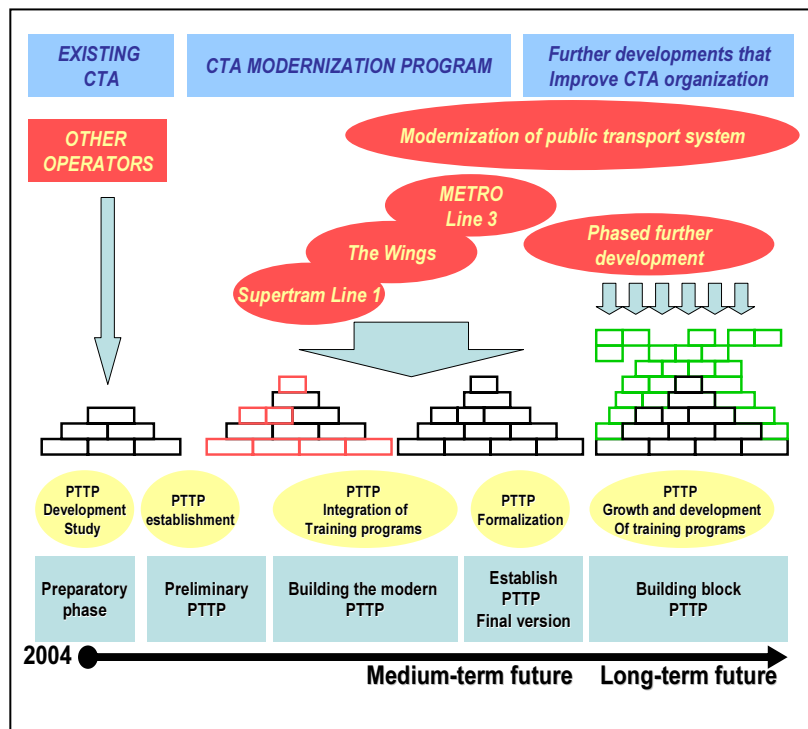 EXISTING
CTA
CTA MODERNIZATION PROGRAM
Further developments that
Improve CTA organization
OTHER
OPERATORS
Modernization of public transport system
METRO
Line 3
The Wings
Supertram Line 1
Phased further
development
PTTP
Development
Study
PTTP
establishment
PTTP
Integration of
Training programs
PTTP
Formalization
PTTP
Growth and development
Of training programs
Preparatory
phase
Preliminary
PTTP
Building the modern
PTTP
Establish
PTTP
Final version
Building block
PTTP
2004
Medium-term future
Long-term future